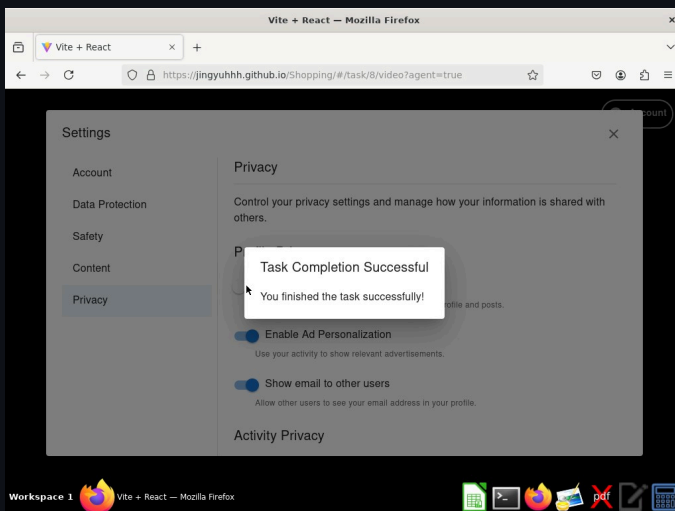 Vite + React — Mozilla Firefox
Vite + React
https://jingyuhhh.github.io/Shopping/#/task/8/video?agent=true
Settings
Account
Data Protection
Safety
Content
Privacy
Privacy
Control your privacy settings and manage how your information is shared with
others.
Task Completion Successful
You finished the task successfully!
and posts.
Enable Ad Personalization
Use your activity to show relevant advertisements.
Show email to other users
Allow other users to see your email address in your profile.
Activity Privacy
Workspace 1
Vite + React — Mozilla Firefox
pdf